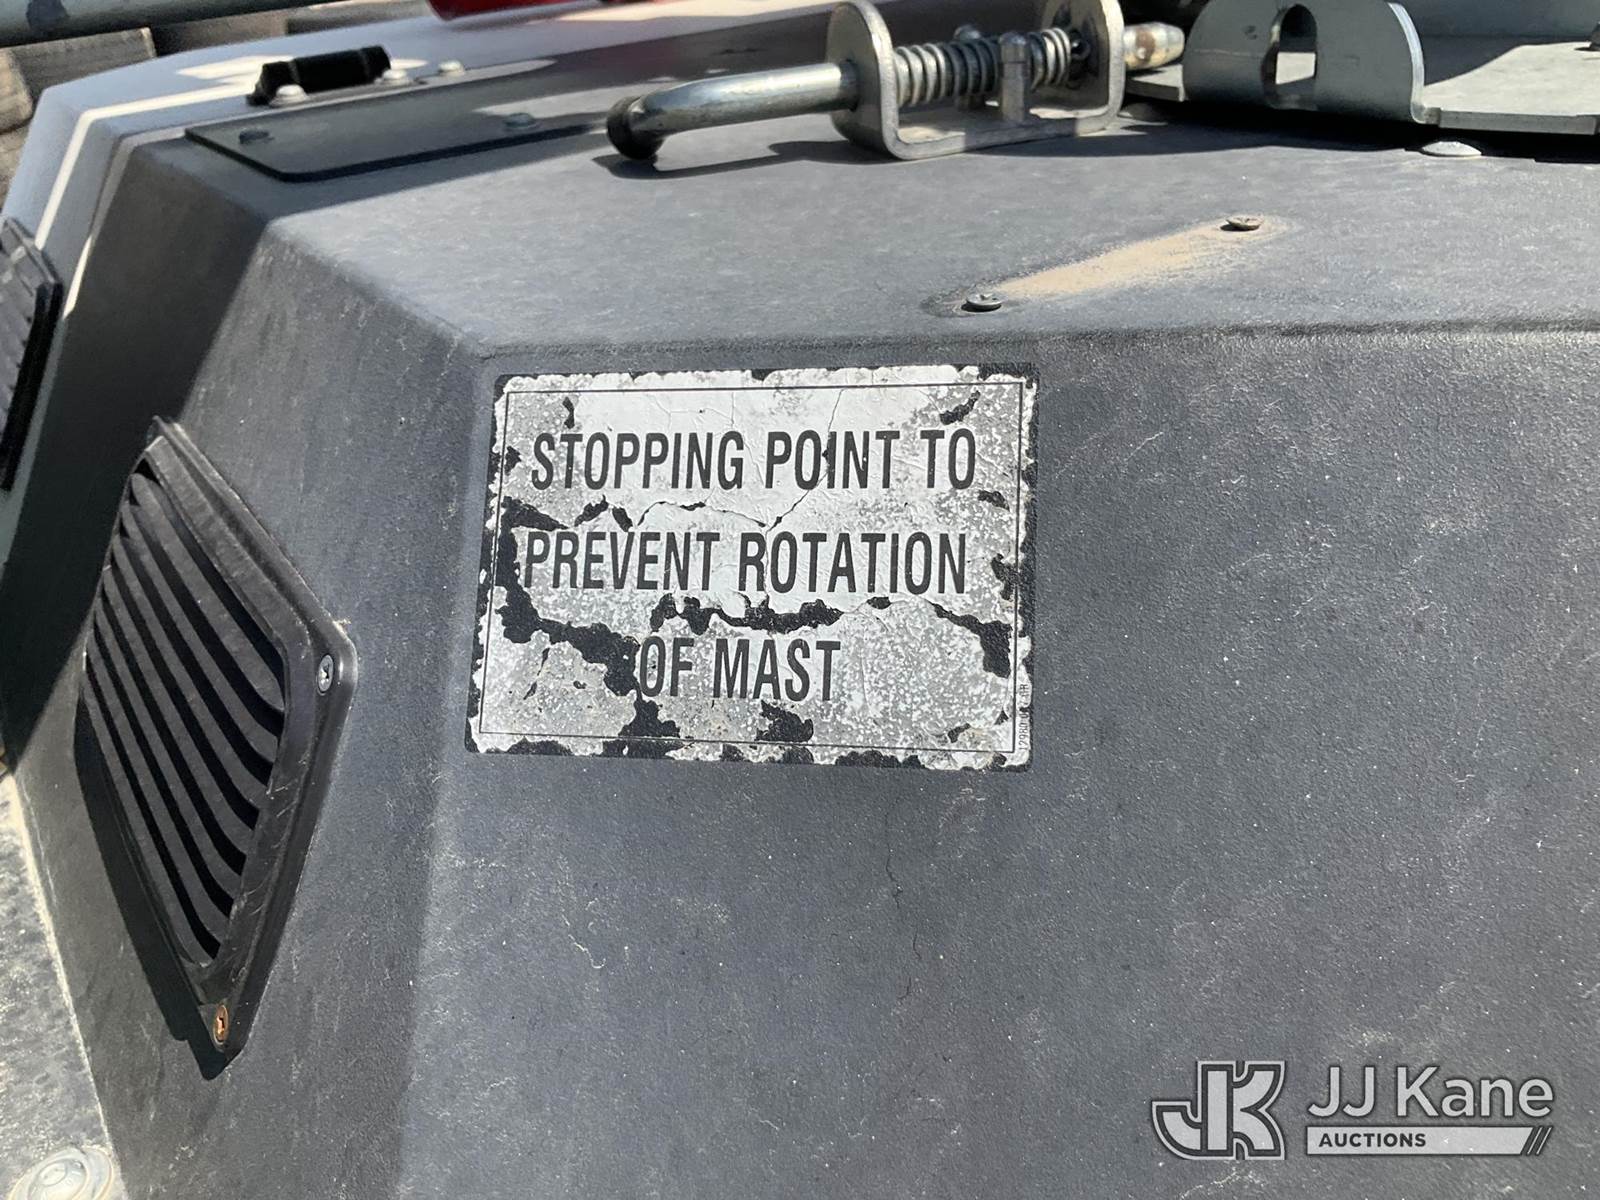 STOPPING POINT TO
PREVENT ROTATION
OF MAST
JJ Kane
AUCTIONS